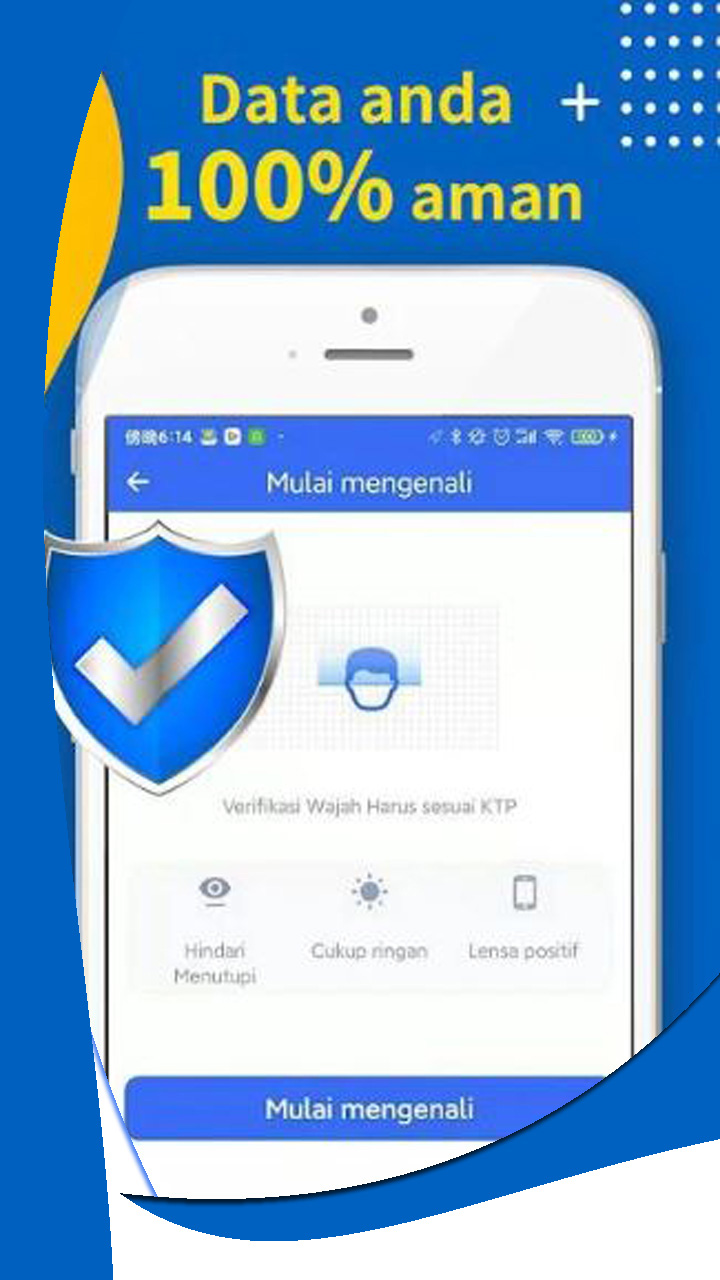 Data anda
100% aman
傍晚6:14
Mulai mengenali
Verifikasi Wajah Harus sesuai KTP
Hindari Menutupi
Cukup ringan
Lensa positif
Mulai mengenali